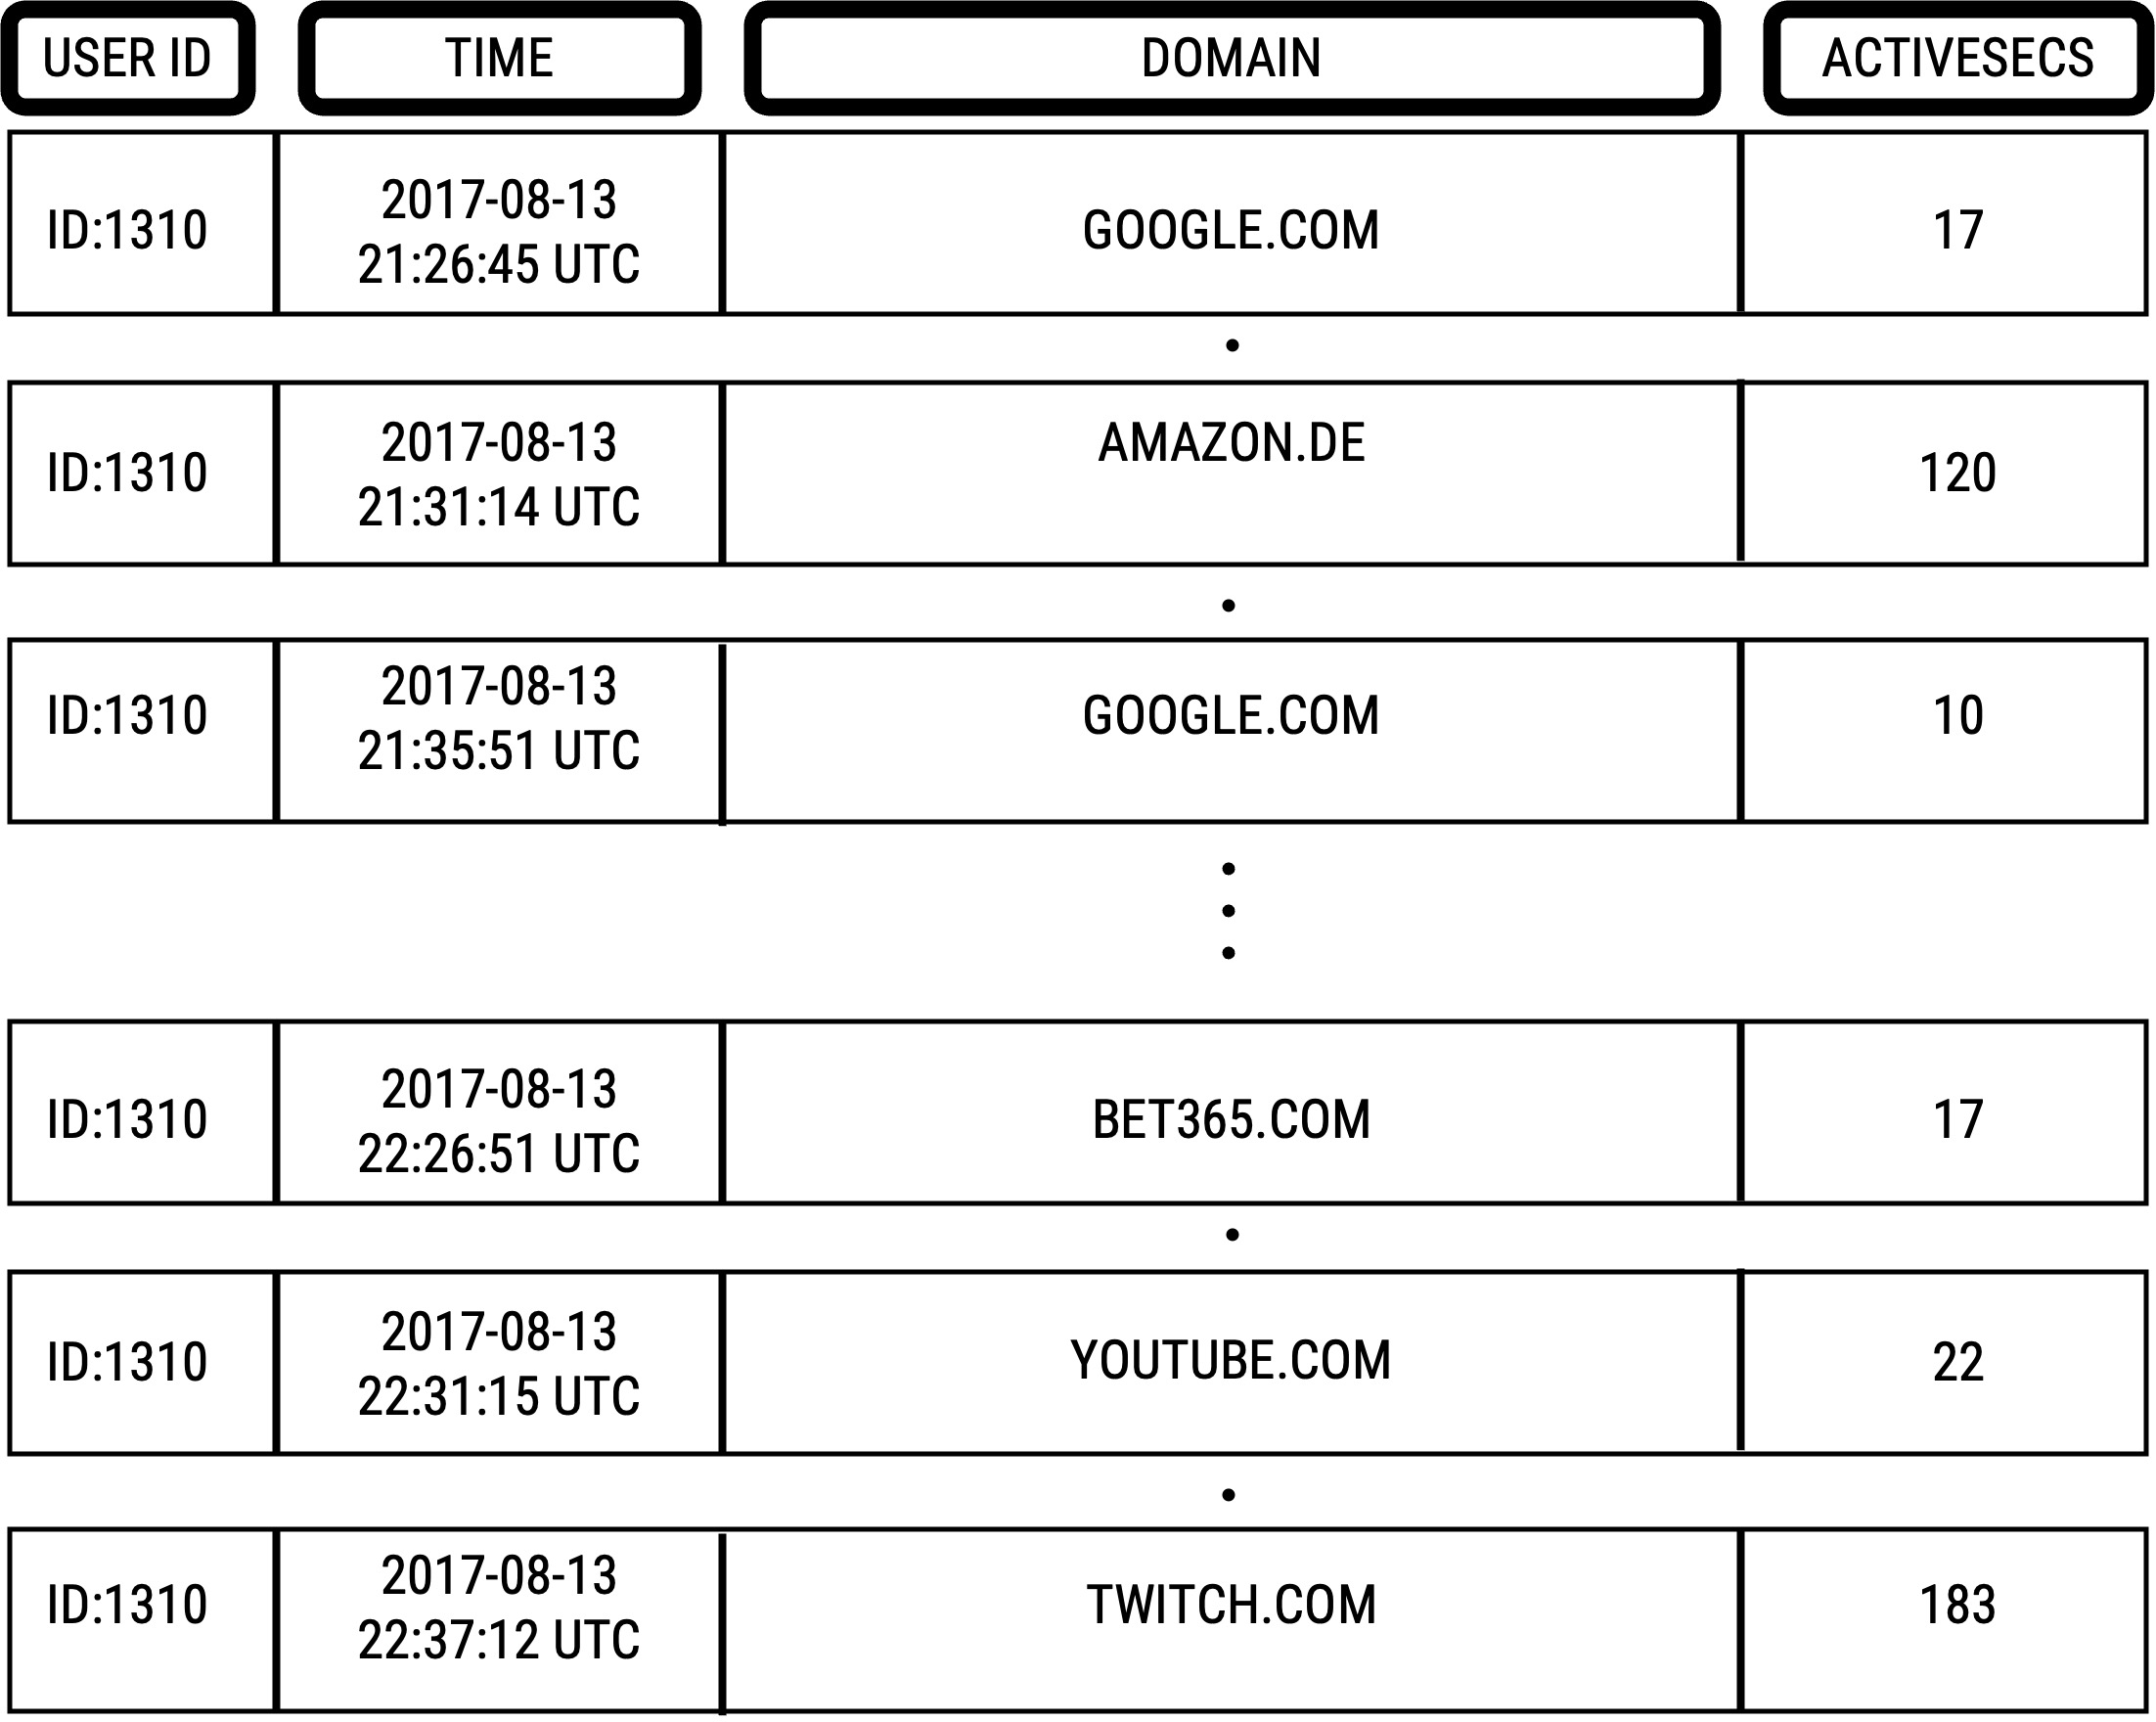 USER ID TIME DOMAIN ACTIVESECS
ID:1310 2017-08-13 21:26:45 UTC GOOGLE.COM 17
ID:1310 2017-08-13 21:31:14 UTC AMAZON.DE 120
ID:1310 2017-08-13 21:35:51 UTC GOOGLE.COM 10
ID:1310 2017-08-13 22:26:51 UTC BET365.COM 17
ID:1310 2017-08-13 22:31:15 UTC YOUTUBE.COM 22
ID:1310 2017-08-13 22:37:12 UTC TWITCH.COM 183